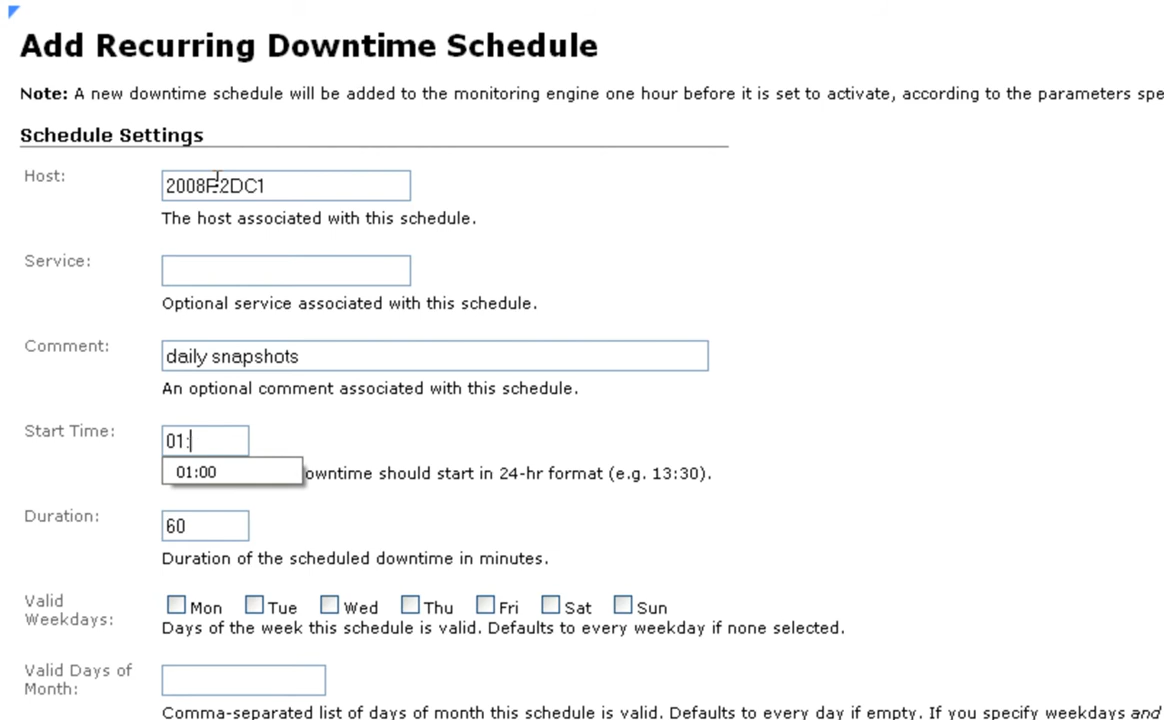 Add Recurring Downtime Schedule
Note: A new downtime schedule will be added to the monitoring engine one hour before it is set to activate, according to the parameters spe
Schedule Settings
Host:
2008R2DC1
The host associated with this schedule.
Service:
Optional service associated with this schedule.
Comment:
daily snapshots
An optional comment associated with this schedule.
Start Time:
01:
01:00
owntime should start in 24-hr format (e.g. 13:30).
Duration:
60
Duration of the scheduled downtime in minutes.
Valid
Weekdays:
Mon Tue Wed Thu Fri Sat Sun
Days of the week this schedule is valid. Defaults to every weekday if none selected.
Valid Days of
Month:
Comma-separated list of days of month this schedule is valid. Defaults to every day if empty. If you specify weekdays and